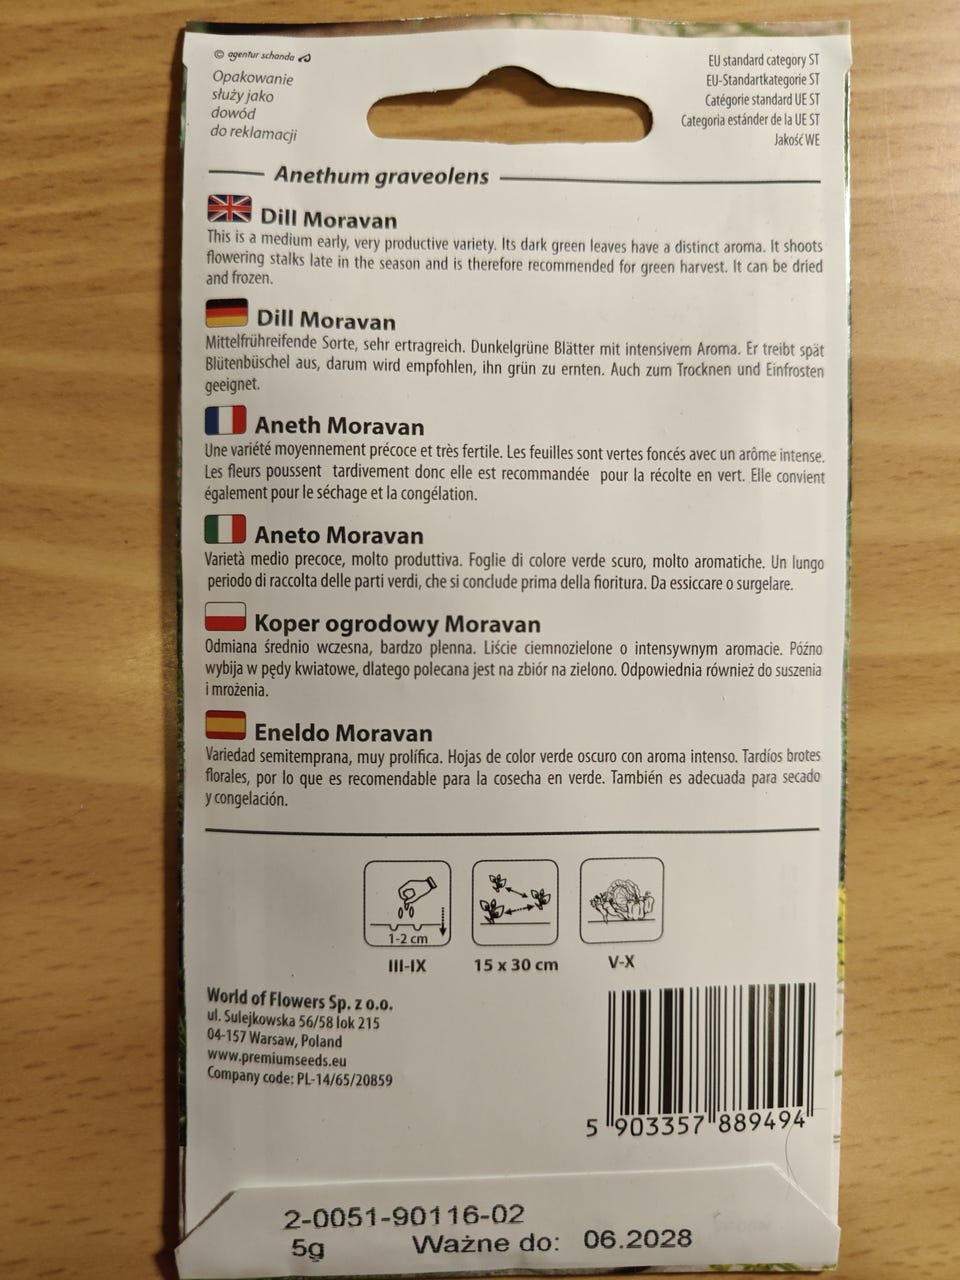 © agentur schanda
Opakowanie
służy jako
dowód
do reklamacji
EU standard category ST
EU-Standartkategorie ST
Catégorie standard UE ST
Categoria estánder de la UE ST
Jakość WE
Anethum graveolens
Dill Moravan
This is a medium early, very productive variety. Its dark green leaves have a distinct aroma. It shoots
flowering stalks late in the season and is therefore recommended for green harvest. It can be dried
and frozen.
Dill Moravan
Mittelfrühreifende Sorte, sehr ertragreich. Dunkelgrüne Blätter mit intensivem Aroma. Er treibt spät
Blütenbüschel aus, darum wird empfohlen, ihn grün zu ernten. Auch zum Trocknen und Einfrosten
geeignet.
Aneth Moravan
Une variété moyennement précoce et très fertile. Les feuilles sont vertes foncés avec un arôme intense.
Les fleurs poussent tardivement donc elle est recommandée pour la récolte en vert. Elle convient
également pour le séchage et la congélation.
Aneto Moravan
Varietà medio precoce, molto produttiva. Foglie di colore verde scuro, molto aromatiche. Un lungo
periodo di raccolta delle parti verdi, che si conclude prima della fioritura. Da essiccare o surgelare.
Koper ogrodowy Moravan
Odmiana średnio wczesna, bardzo plenna. Liście ciemnozielone o intensywnym aromacie. Późno
wybija w pędy kwiatowe, dlatego polecana jest na zbiór na zielono. Odpowiednia również do suszenia
i mrożenia.
Eneldo Moravan
Variedad semitemprana, muy prolífica. Hojas de color verde oscuro con aroma intenso. Tardíos brotes
florales, por lo que es recomendable para la cosecha en verde. También es adecuada para secado
y congelación.
1-2 cm
III-IX
15 x 30 cm
V-X
World of Flowers Sp. z o.o.
ul. Sulejkowska 56/58 lok 215
04-157 Warsaw, Poland
www.premiumseeds.eu
Company code: PL-14/65/20859
5 903357 889494
2-0051-90116-02
5g Ważne do: 06.2028